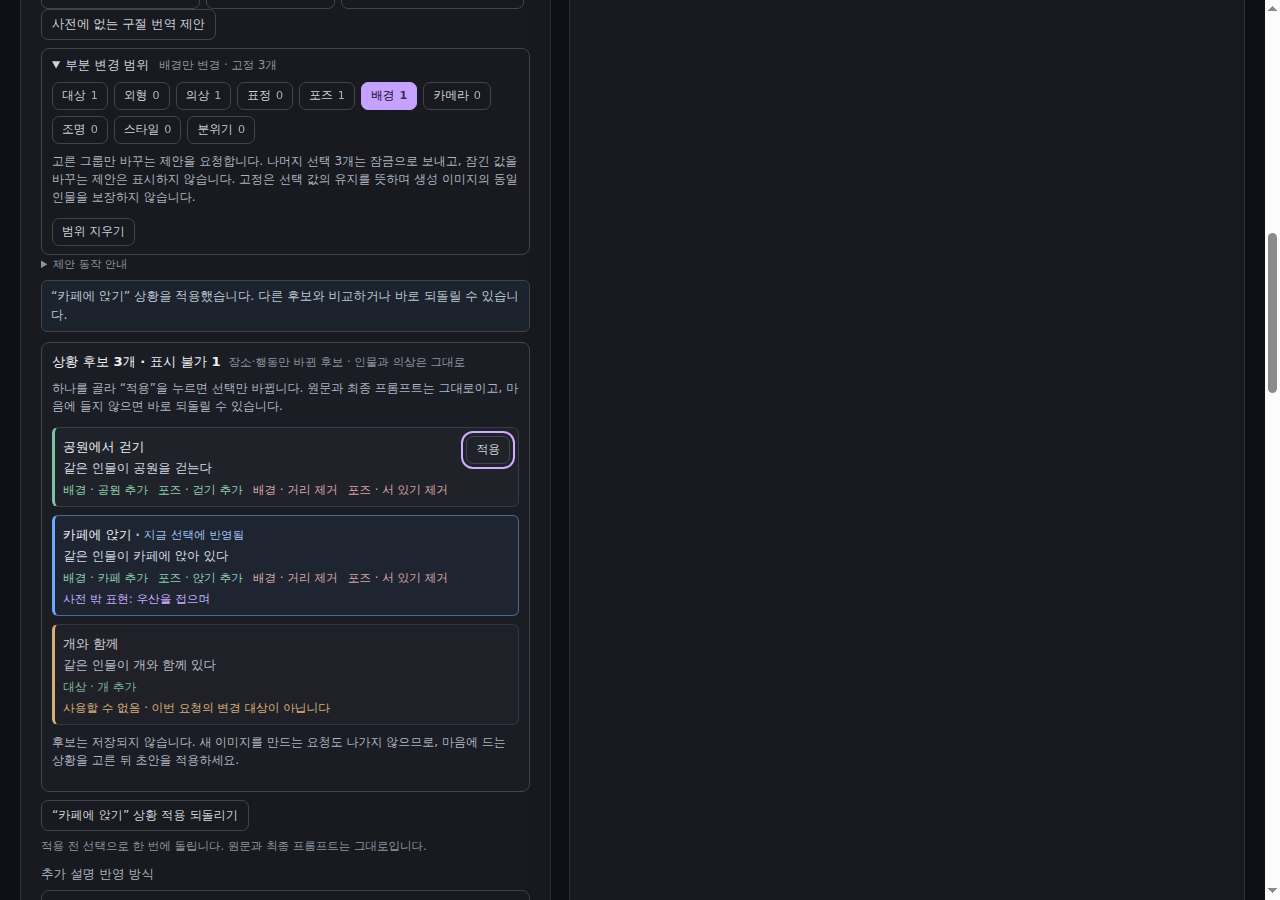 사전에 없는 구절 번역 제안
▼ 부분 변경 범위 배경만 변경 · 고정 3개
대상 1 외형 0 의상 1 표정 0 포즈 1 배경 1 카메라 0
조명 0 스타일 0 분위기 0
고른 그룹만 바꾸는 제안을 요청합니다. 나머지 선택 3개는 잠금으로 보내고, 잠긴 값을
바꾸는 제안은 표시하지 않습니다. 고정은 선택 값의 유지를 뜻하며 생성 이미지의 동일
인물을 보장하지 않습니다.
범위 지우기
▶ 제안 동작 안내
“카페에 앉기” 상황을 적용했습니다. 다른 후보와 비교하거나 바로 되돌릴 수 있습니
다.
상황 후보 3개 · 표시 불가 1 장소·행동만 바뀐 후보 · 인물과 의상은 그대로
하나를 골라 “적용”을 누르면 선택만 바뀝니다. 원문과 최종 프롬프트는 그대로이고, 마
음에 들지 않으면 바로 되돌릴 수 있습니다.
공원에서 걷기
적용
같은 인물이 공원을 걷는다
배경 · 공원 추가 포즈 · 걷기 추가 배경 · 거리 제거 포즈 · 서 있기 제거
카페에 앉기 · 지금 선택에 반영됨
같은 인물이 카페에 앉아 있다
배경 · 카페 추가 포즈 · 앉기 추가 배경 · 거리 제거 포즈 · 서 있기 제거
사전 밖 표현: 우산을 접으며
개와 함께
같은 인물이 개와 함께 있다
대상 · 개 추가
사용할 수 없음 · 이번 요청의 변경 대상이 아닙니다
후보는 저장되지 않습니다. 새 이미지를 만드는 요청도 나가지 않으므로, 마음에 드는
상황을 고른 뒤 초안을 적용하세요.
“카페에 앉기” 상황 적용 되돌리기
적용 전 선택으로 한 번에 돌립니다. 원문과 최종 프롬프트는 그대로입니다.
추가 설명 반영 방식